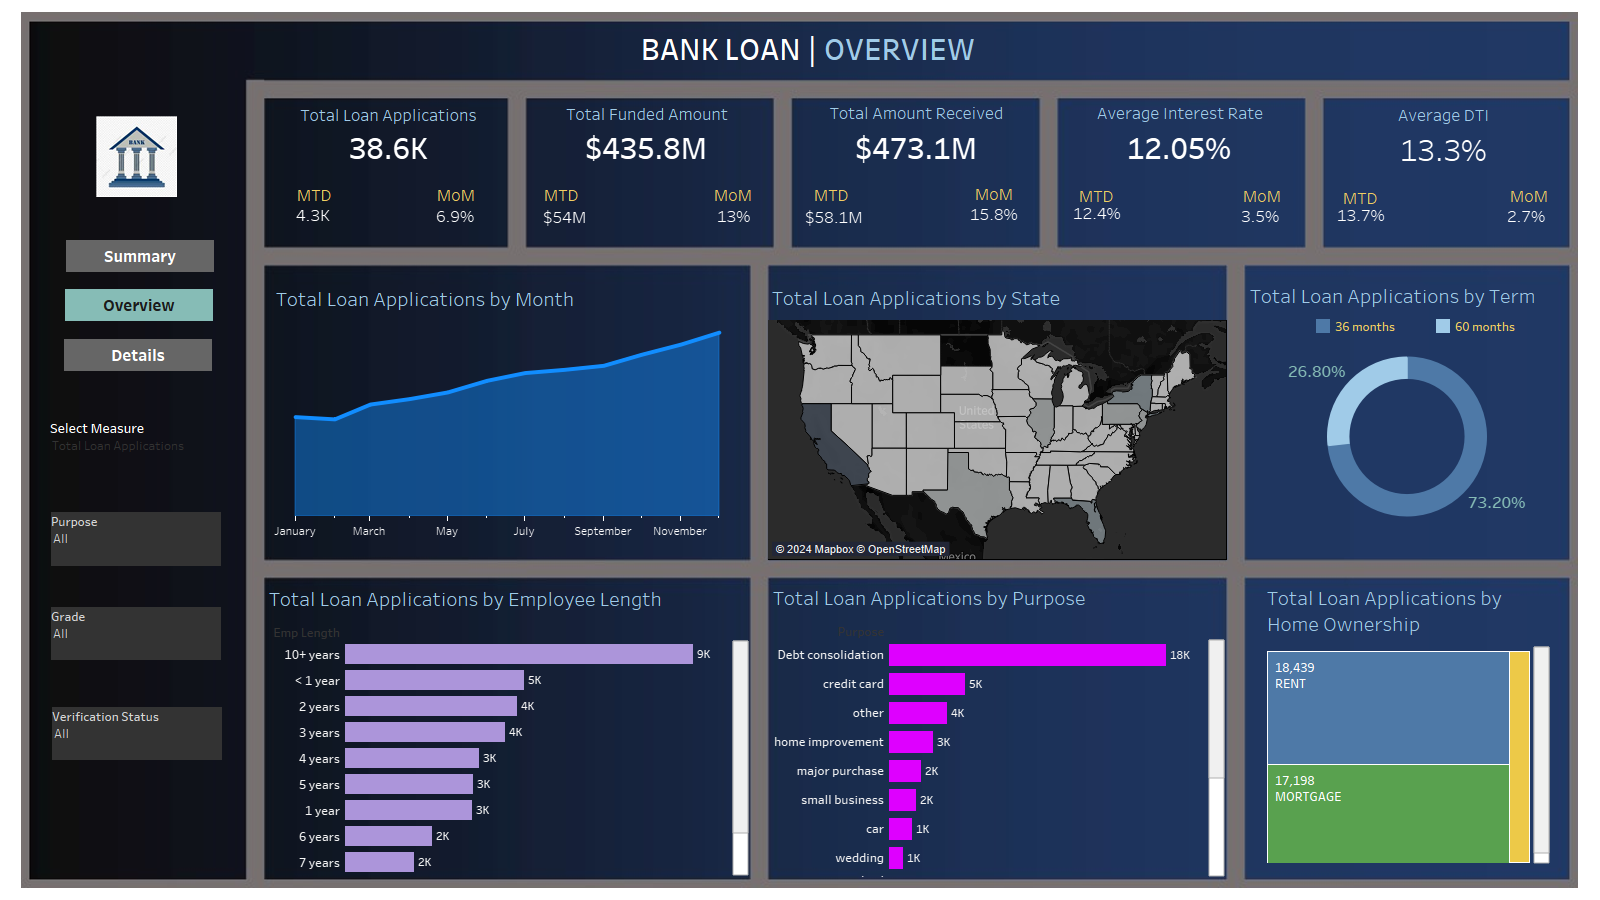 BANK LOAN | OVERVIEW
BANK
Summary
Overview
Details
Select Measure
Total Loan Applications
Purpose
All
Grade
All
Verification Status
All
Total Loan Applications
38.6K
MTD MoM
4.3K 6.9%
Total Funded Amount
$435.8M
MTD MoM
$54M 13%
Total Amount Received
$473.1M
MTD MoM
$58.1M 15.8%
Average Interest Rate
12.05%
MTD MoM
12.4% 3.5%
Average DTI
13.3%
MTD MoM
13.7% 2.7%
Total Loan Applications by Month
January March May July September November
Total Loan Applications by State
United
States
Mexico
© 2024 Mapbox © OpenStreetMap
Total Loan Applications by Term
36 months 60 months
26.80%
73.20%
Total Loan Applications by Employee Length
Emp Length
10+ years 9K
< 1 year 5K
2 years 4K
3 years 4K
4 years 3K
5 years 3K
1 year 3K
6 years 2K
7 years 2K
Total Loan Applications by Purpose
Purpose
Debt consolidation 18K
credit card 5K
other 4K
home improvement 3K
major purchase 2K
small business 2K
car 1K
wedding 1K
Total Loan Applications by
Home Ownership
18,439
RENT
17,198
MORTGAGE